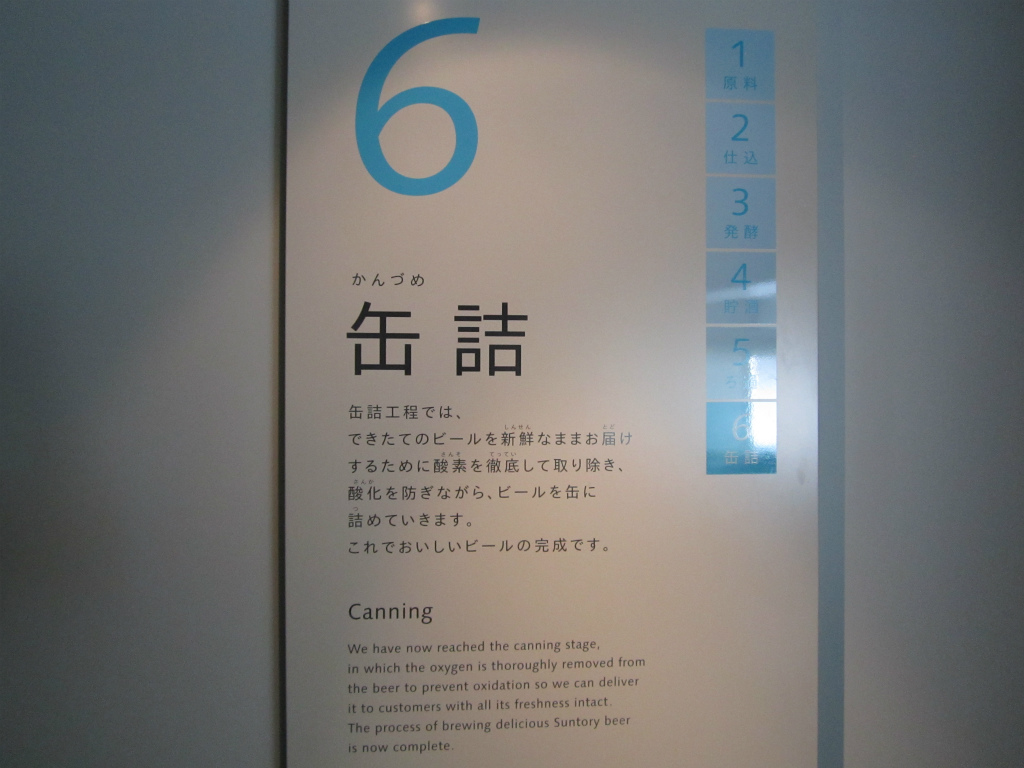 6
かんづめ
缶詰
缶詰工程では、
できたてのビールを新鮮なままお届け
するために酸素を徹底して取り除き、
酸化を防ぎながら、ビールを缶に
詰めていきます。
これでおいしいビールの完成です。
Canning
We have now reached the canning stage,
in which the oxygen is thoroughly removed from
the beer to prevent oxidation so we can deliver
it to customers with all its freshness intact.
The process of brewing delicious Suntory beer
is now complete.
1
原料
2
仕込
3
発酵
4
貯酒
5
6
缶詰